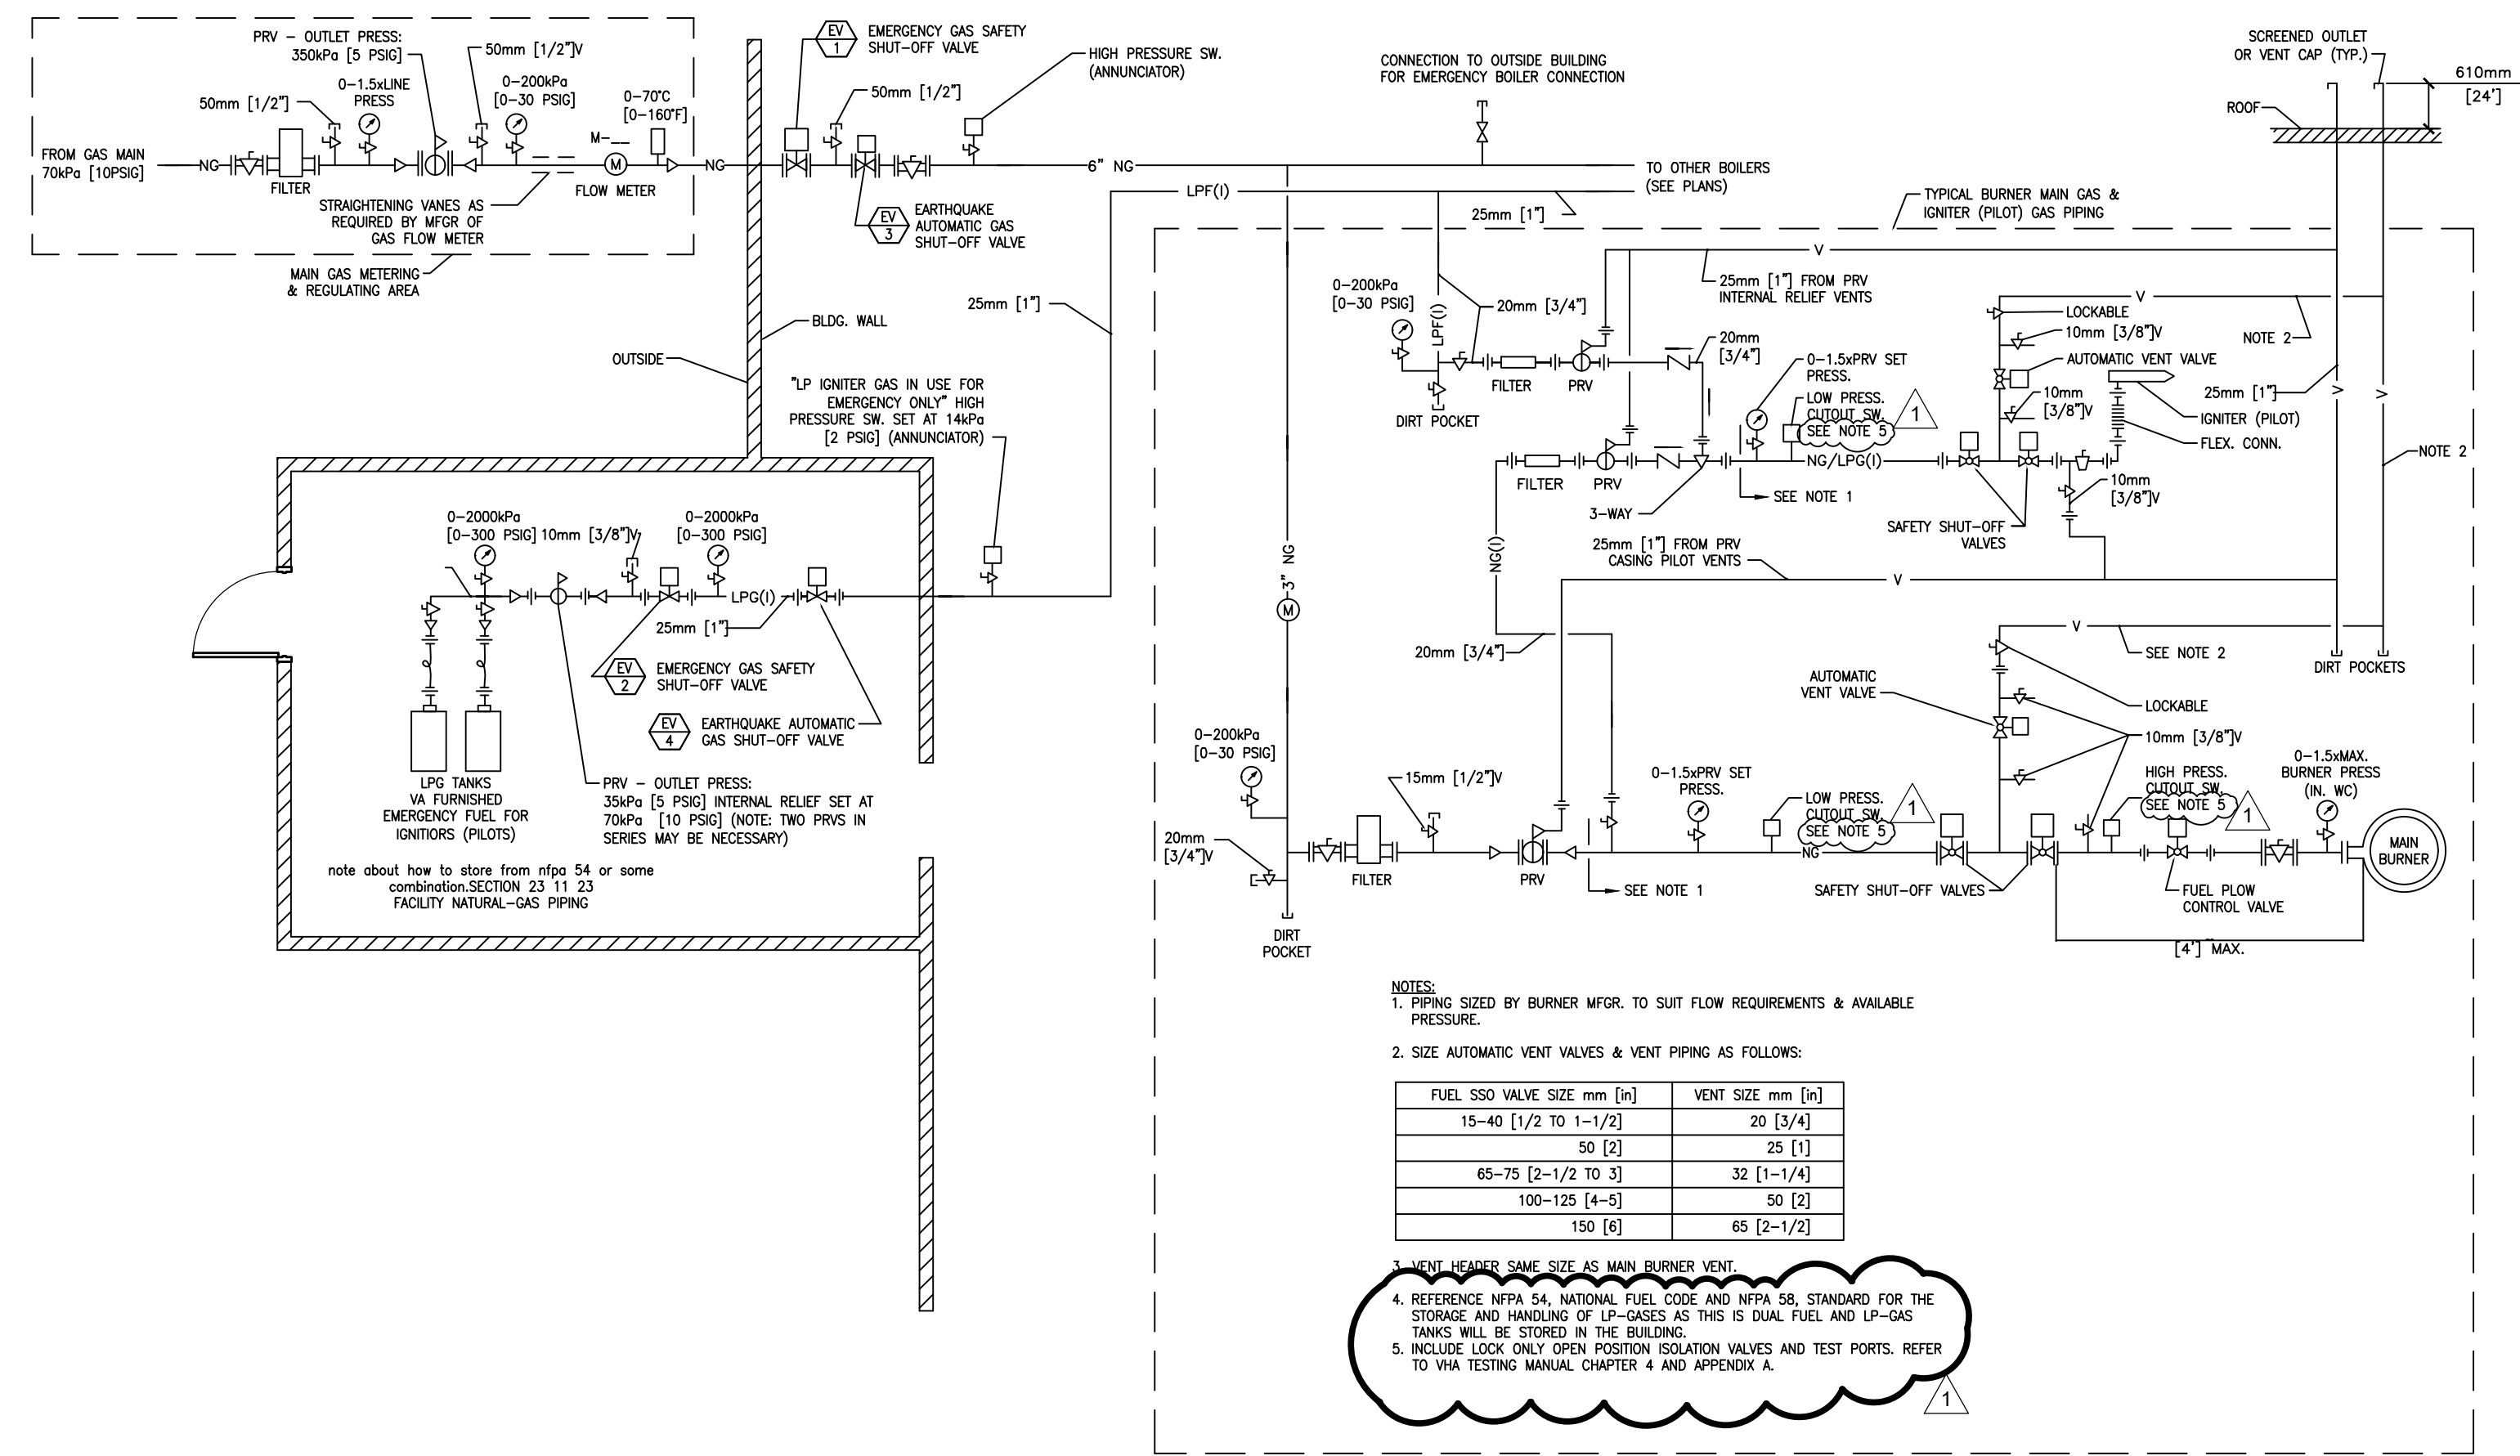 PRV - OUTLET PRESS:
350kPa [5 PSIG]
50mm [1/2"]V
0-1.5xLINE
PRESS
0-200kPa
[0-30 PSIG]
50mm [1/2"]
0-70°C
[0-160°F]
M-__
FROM GAS MAIN
70kPa [10PSIG]
NG
M
NG
FILTER
FLOW METER
STRAIGHTENING VANES AS
REQUIRED BY MFGR OF
GAS FLOW METER
MAIN GAS METERING
& REGULATING AREA
EV
1
EMERGENCY GAS SAFETY
SHUT-OFF VALVE
HIGH PRESSURE SW.
(ANNUNCIATOR)
50mm [1/2"]
EV
3
EARTHQUAKE
AUTOMATIC GAS
SHUT-OFF VALVE
6" NG
CONNECTION TO OUTSIDE BUILDING
FOR EMERGENCY BOILER CONNECTION
TO OTHER BOILERS
(SEE PLANS)
LPF(I)
25mm [1"]
SCREENED OUTLET
OR VENT CAP (TYP.)
610mm
[24']
ROOF
TYPICAL BURNER MAIN GAS &
IGNITER (PILOT) GAS PIPING
BLDG. WALL
OUTSIDE
25mm [1"]
"LP IGNITER GAS IN USE FOR
EMERGENCY ONLY" HIGH
PRESSURE SW. SET AT 14kPa
[2 PSIG] (ANNUNCIATOR)
0-200kPa
[0-30 PSIG]
LPF(I)
20mm [3/4"]
V
25mm [1"] FROM PRV
INTERNAL RELIEF VENTS
20mm
[3/4"]
FILTER
PRV
DIRT POCKET
0-1.5xPRV SET
PRESS.
LOW PRESS.
CUTOUT SW.
SEE NOTE 5
1
V
LOCKABLE
10mm [3/8"]V
NOTE 2
AUTOMATIC VENT VALVE
10mm
[3/8"]V
25mm [1"]
V
V
IGNITER (PILOT)
FLEX. CONN.
NOTE 2
NG/LPG(I)
FILTER
PRV
SEE NOTE 1
3-WAY
10mm
[3/8"]V
SAFETY SHUT-OFF
VALVES
NG(I)
25mm [1"] FROM PRV
CASING PILOT VENTS
V
0-2000kPa
[0-300 PSIG]
10mm [3/8"]V
0-2000kPa
[0-300 PSIG]
LPG(I)
25mm [1"]
EV
2
EMERGENCY GAS SAFETY
SHUT-OFF VALVE
EV
4
EARTHQUAKE AUTOMATIC
GAS SHUT-OFF VALVE
LPG TANKS
VA FURNISHED
EMERGENCY FUEL FOR
IGNITIORS (PILOTS)
PRV - OUTLET PRESS:
35kPa [5 PSIG] INTERNAL RELIEF SET AT
70kPa [10 PSIG] (NOTE: TWO PRVS IN
SERIES MAY BE NECESSARY)
note about how to store from nfpa 54 or some
combination.SECTION 23 11 23
FACILITY NATURAL-GAS PIPING
3" NG
M
20mm [3/4"]
V
SEE NOTE 2
DIRT POCKETS
AUTOMATIC
VENT VALVE
LOCKABLE
10mm [3/8"]V
0-200kPa
[0-30 PSIG]
20mm
[3/4"]V
15mm [1/2"]V
0-1.5xPRV SET
PRESS.
LOW PRESS.
CUTOUT SW.
SEE NOTE 5
1
HIGH PRESS.
CUTOUT SW.
SEE NOTE 5
1
0-1.5xMAX.
BURNER PRESS
(IN. WC)
MAIN
BURNER
NG
FILTER
PRV
SEE NOTE 1
SAFETY SHUT-OFF VALVES
FUEL PLOW
CONTROL VALVE
DIRT
POCKET
[4'] MAX.
NOTES:
1. PIPING SIZED BY BURNER MFGR. TO SUIT FLOW REQUIREMENTS & AVAILABLE
PRESSURE.
2. SIZE AUTOMATIC VENT VALVES & VENT PIPING AS FOLLOWS:
FUEL SSO VALVE SIZE mm [in] VENT SIZE mm [in]
15-40 [1/2 TO 1-1/2] 20 [3/4]
50 [2] 25 [1]
65-75 [2-1/2 TO 3] 32 [1-1/4]
100-125 [4-5] 50 [2]
150 [6] 65 [2-1/2]
3. VENT HEADER SAME SIZE AS MAIN BURNER VENT.
4. REFERENCE NFPA 54, NATIONAL FUEL CODE AND NFPA 58, STANDARD FOR THE
STORAGE AND HANDLING OF LP-GASES AS THIS IS DUAL FUEL AND LP-GAS
TANKS WILL BE STORED IN THE BUILDING.
5. INCLUDE LOCK ONLY OPEN POSITION ISOLATION VALVES AND TEST PORTS. REFER
TO VHA TESTING MANUAL CHAPTER 4 AND APPENDIX A.
1